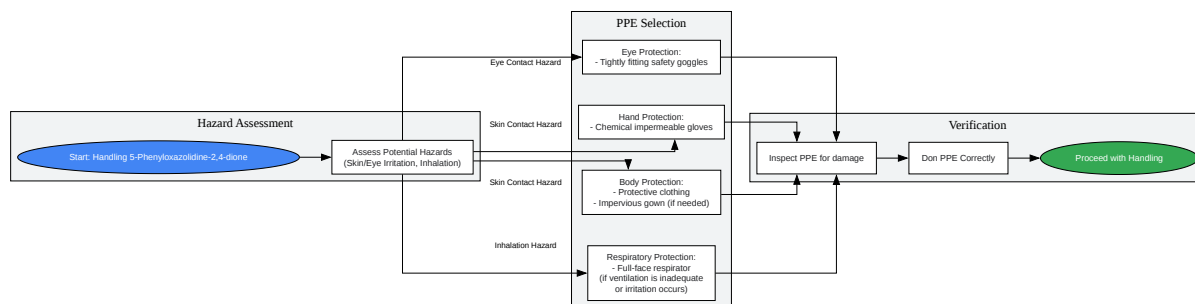 Hazard Assessment
Start: Handling 5-Phenyloxazolidine-2,4-dione
Assess Potential Hazards
(Skin/Eye Irritation, Inhalation)
Eye Contact Hazard
Skin Contact Hazard
Skin Contact Hazard
Inhalation Hazard
PPE Selection
Eye Protection:
- Tightly fitting safety goggles
Hand Protection:
- Chemical impermeable gloves
Body Protection:
- Protective clothing
- Impervious gown (if needed)
Respiratory Protection:
- Full-face respirator
(if ventilation is inadequate
or irritation occurs)
Verification
Inspect PPE for damage
Don PPE Correctly
Proceed with Handling